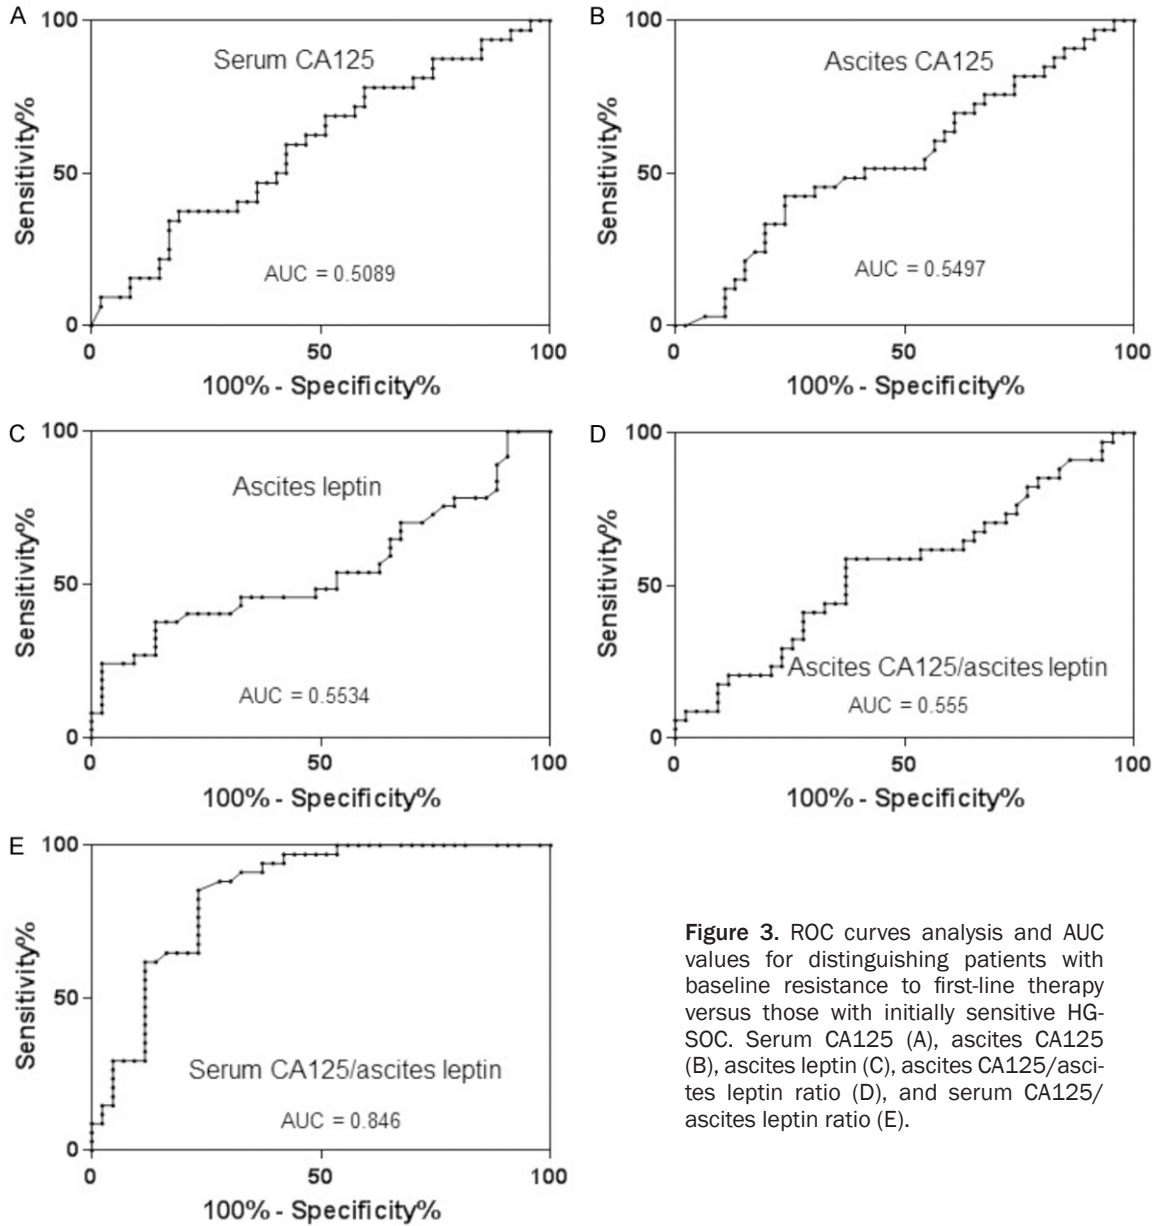 A
100
Serum CA125
Sensitivity%
50
AUC = 0.5089
0
0
50
100
100% - Specificity%
B
100
Ascites CA125
Sensitivity%
50
AUC = 0.5497
0
0
50
100
100% - Specificity%
C
100
Ascites leptin
Sensitivity%
50
AUC = 0.5534
0
0
50
100
100% - Specificity%
D
100
Sensitivity%
50
Ascites CA125/ascites leptin
AUC = 0.555
0
0
50
100
100% - Specificity%
E
100
Sensitivity%
50
Serum CA125/ascites leptin
AUC = 0.846
0
0
50
100
100% - Specificity%
Figure 3. ROC curves analysis and AUC
values for distinguishing patients with
baseline resistance to first-line therapy
versus those with initially sensitive HG-
SOC. Serum CA125 (A), ascites CA125
(B), ascites leptin (C), ascites CA125/asci-
tes leptin ratio (D), and serum CA125/
ascites leptin ratio (E).